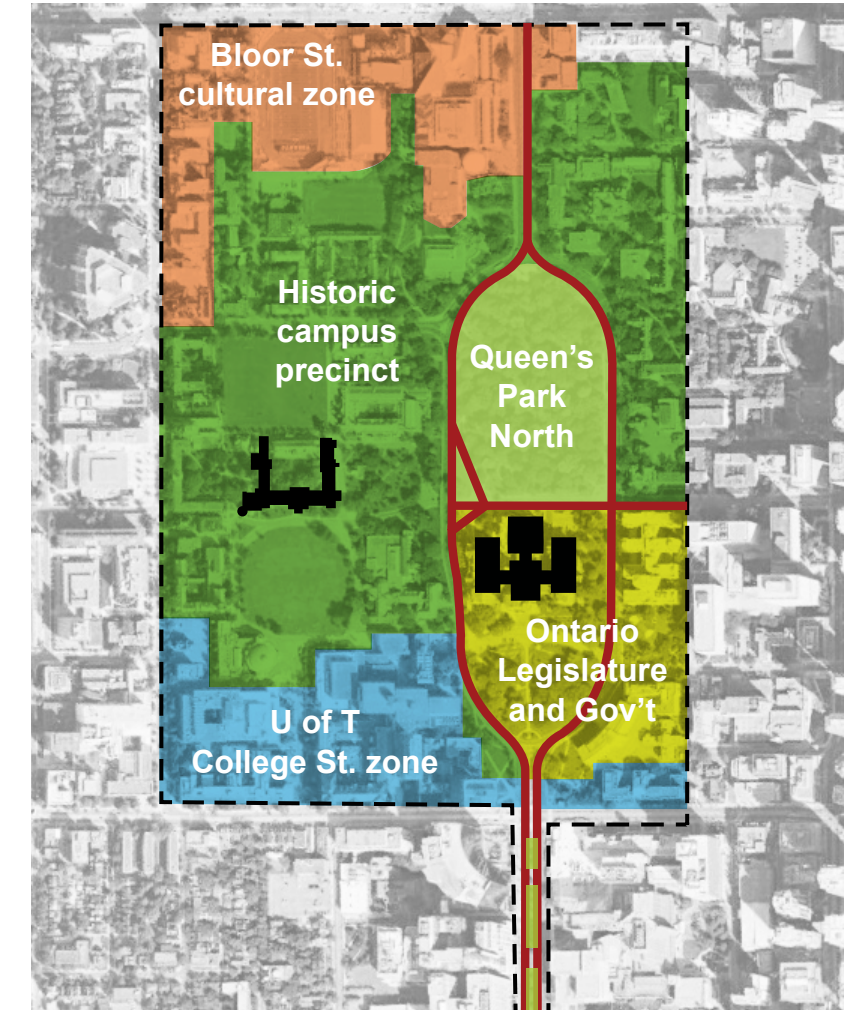 Bloor St.
cultural zone
Historic
campus
precinct
Queen's
Park
North
Ontario
Legislature
and Gov't
U of T
College St. zone